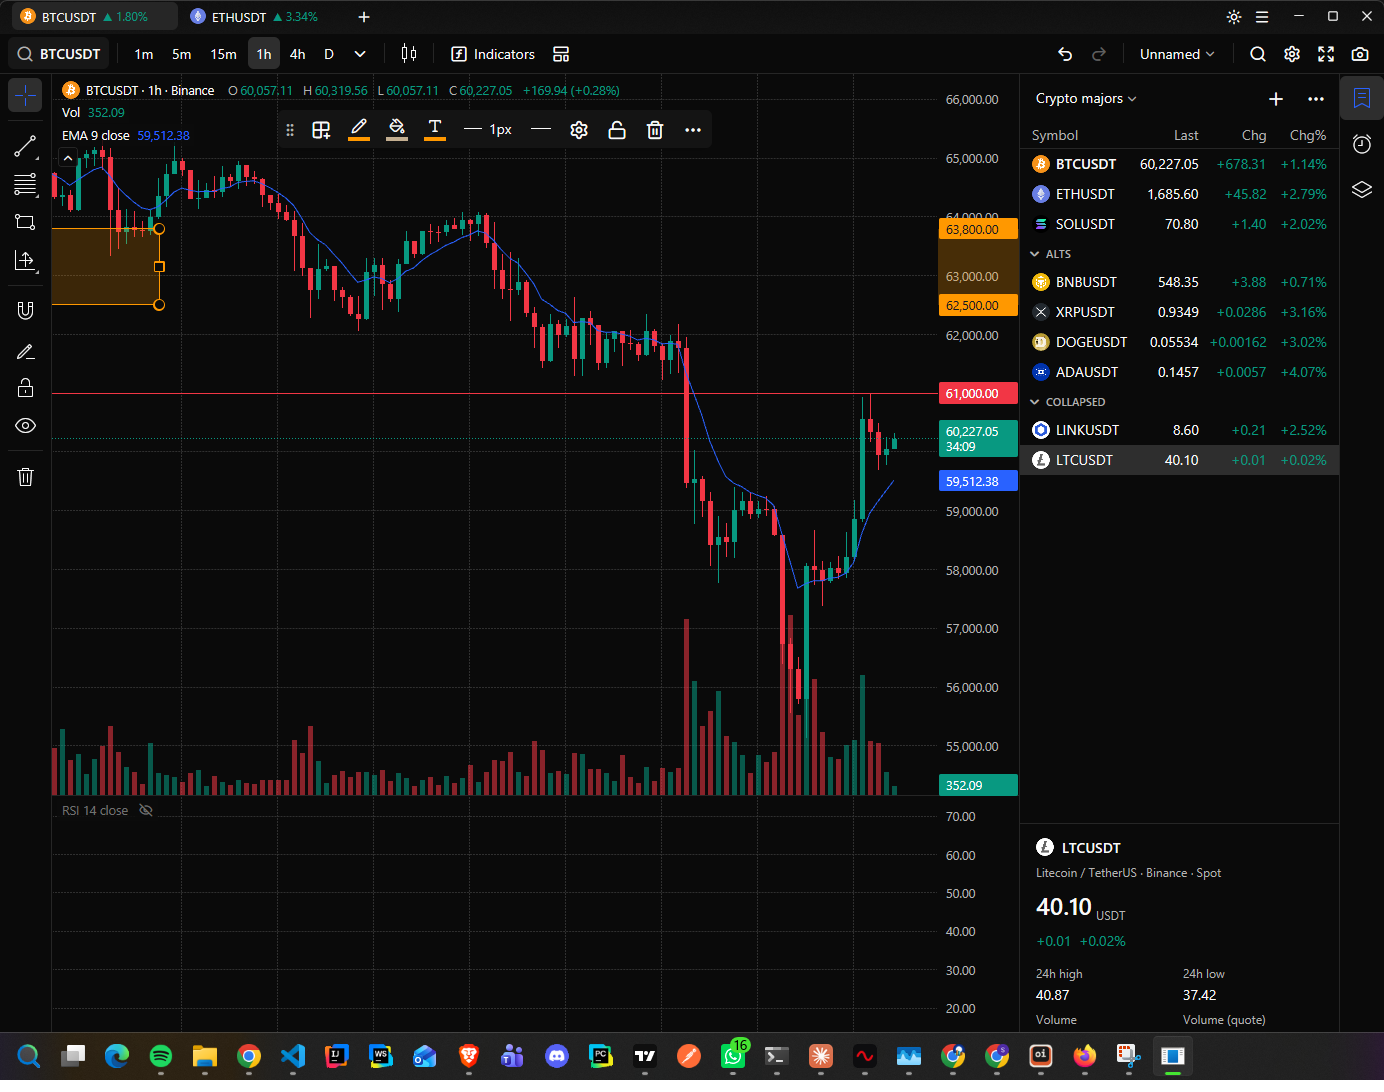 BTCUSDT ▲ 1.80%
ETHUSDT ▲ 3.34%
BTCUSDT
1m 5m 15m 1h 4h D
Indicators
Unnamed
BTCUSDT · 1h · Binance O 60,057.11 H 60,319.56 L 60,057.11 C 60,227.05 +169.94 (+0.28%)
Vol 352.09
EMA 9 close 59,512.38
T
1px
66,000.00
65,000.00
64,000.00
63,800.00
63,000.00
62,500.00
62,000.00
61,000.00
60,227.05
34:09
59,512.38
59,000.00
58,000.00
57,000.00
56,000.00
55,000.00
352.09
RSI 14 close
70.00
60.00
50.00
40.00
30.00
20.00
Crypto majors
Symbol Last Chg Chg%
BTCUSDT 60,227.05 +678.31 +1.14%
ETHUSDT 1,685.60 +45.82 +2.79%
SOLUSDT 70.80 +1.40 +2.02%
ALTS
BNBUSDT 548.35 +3.88 +0.71%
XRPUSDT 0.9349 +0.0286 +3.16%
DOGEUSDT 0.05534 +0.00162 +3.02%
ADAUSDT 0.1457 +0.0057 +4.07%
COLLAPSED
LINKUSDT 8.60 +0.21 +2.52%
LTCUSDT 40.10 +0.01 +0.02%
LTCUSDT
Litecoin / TetherUS · Binance · Spot
40.10 USDT
+0.01 +0.02%
24h high 24h low
40.87 37.42
Volume Volume (quote)
IJ
WS
PC
16
oi